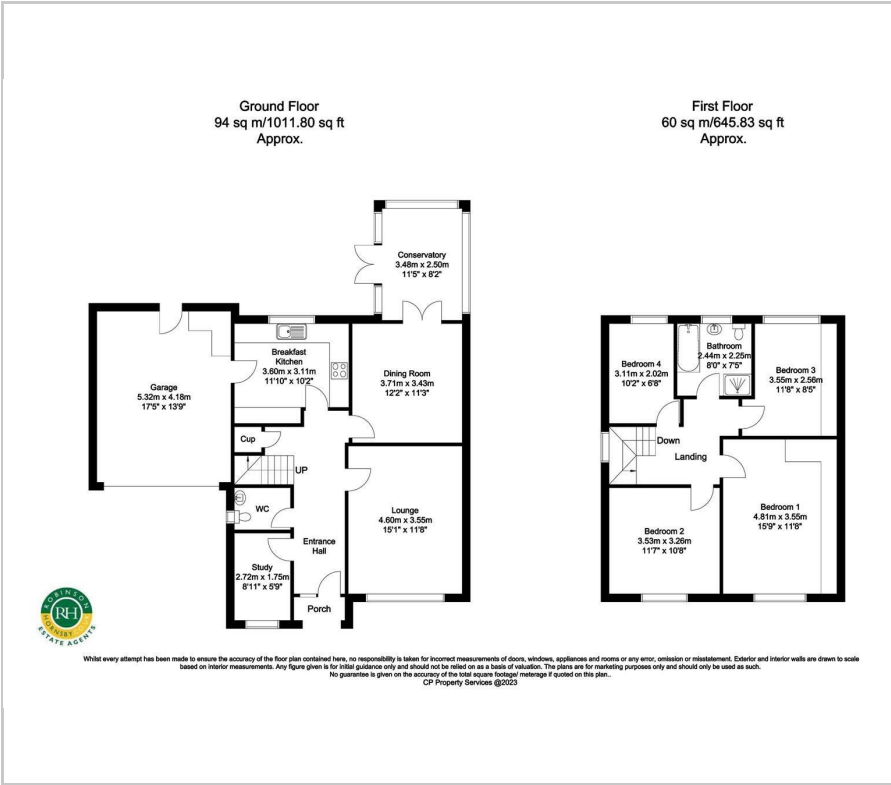 Ground Floor
94 sq m/1011.80 sq ft
Approx.
First Floor
60 sq m/645.83 sq ft
Approx.
Conservatory
3.48m x 2.50m
11'5" x 8'2"
Breakfast
Kitchen
3.60m x 3.11m
11'10" x 10'2"
Dining Room
3.71m x 3.43m
12'2" x 11'3"
Garage
5.32m x 4.18m
17'5" x 13'9"
Cup
UP
WC
Lounge
4.60m x 3.55m
15'1" x 11'8"
Entrance
Hall
Study
2.72m x 1.75m
8'11" x 5'9"
Porch
Bathroom
2.44m x 2.25m
8'0" x 7'5"
Bedroom 4
3.11m x 2.02m
10'2" x 6'8"
Bedroom 3
3.55m x 2.56m
11'8" x 8'5"
Down
Landing
Bedroom 1
4.81m x 3.55m
15'9" x 11'8"
Bedroom 2
3.53m x 3.26m
11'7" x 10'8"
ROBINSON
HORNSBY
RH
ESTATE AGENTS
Whilst every attempt has been made to ensure the accuracy of the floor plan contained here, no responsibility is taken for incorrect measurements of doors, windows, appliances and rooms or any error, omission or misstatement. Exterior and interior walls are drawn to scale
based on interior measurements. Any figure given is for initial guidance only and should not be relied on as a basis of valuation. The plans are for marketing purposes only and should only be used as such.
No guarantee is given on the accuracy of the total square footage/ meterage if quoted on this plan..
CP Property Services @2023